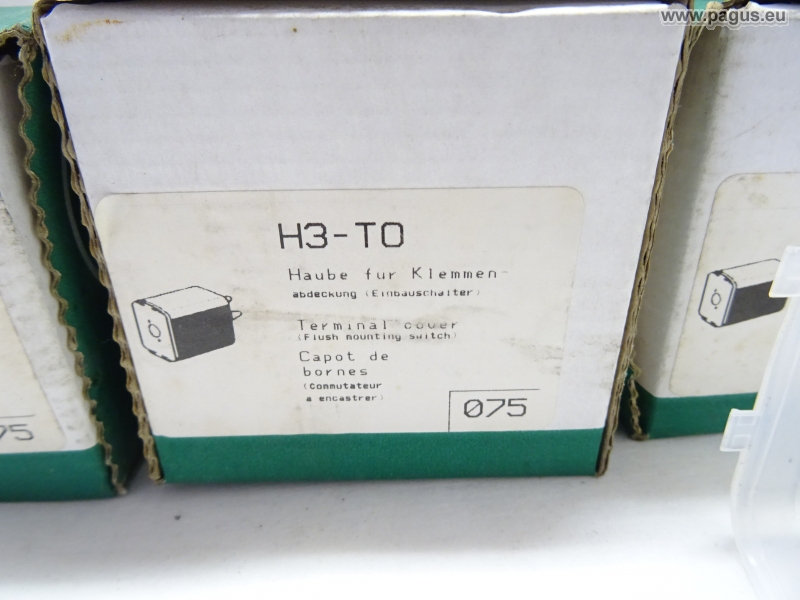 www.pagus.eu
H3-TO
Haube fur Klemmen-
abdeckung (Einbauschalter)
Terminal cover
(Flush mounting switch)
Capot de
bornes
(Commutateur
a encastrer)
075
75